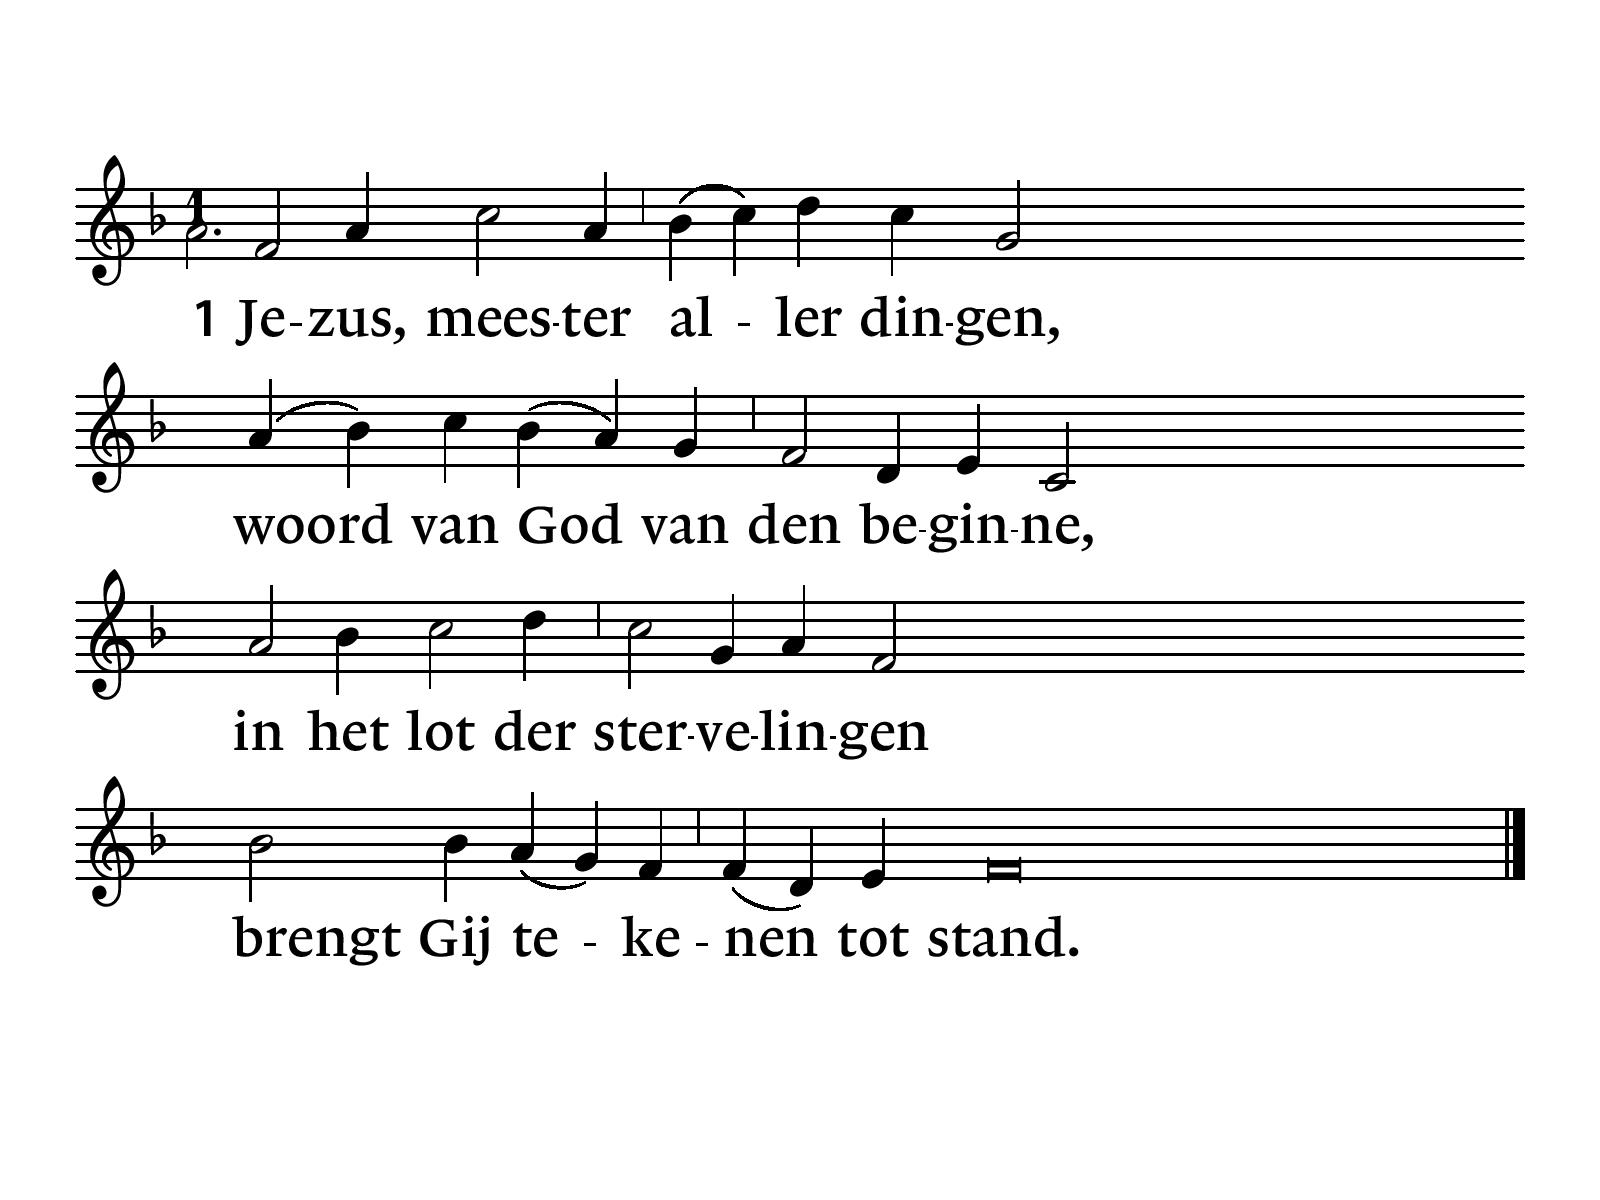 1 Je-zus, mees-ter al - ler din-gen,
woord van God van den be-gin-ne,
in het lot der ster-ve-lin-gen
brengt Gij te - ke - nen tot stand.